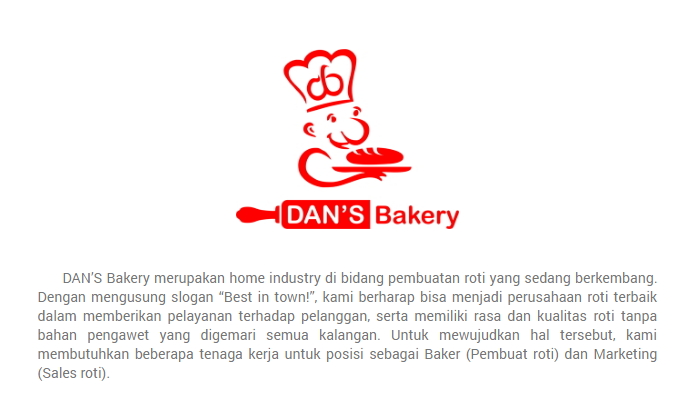 db
DAN'S Bakery
DAN'S Bakery merupakan home industry di bidang pembuatan roti yang sedang berkembang.
Dengan mengusung slogan “Best in town!”, kami berharap bisa menjadi perusahaan roti terbaik
dalam memberikan pelayanan terhadap pelanggan, serta memiliki rasa dan kualitas roti tanpa
bahan pengawet yang digemari semua kalangan. Untuk mewujudkan hal tersebut, kami
membutuhkan beberapa tenaga kerja untuk posisi sebagai Baker (Pembuat roti) dan Marketing
(Sales roti).